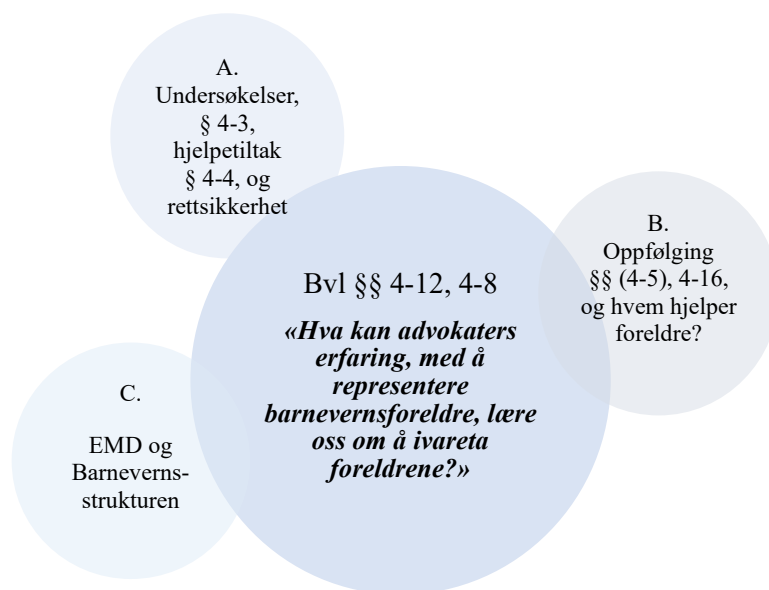 A.
Undersøkelser,
§ 4-3,
hjelpetiltak
§ 4-4, og
rettsikkerhet
B.
Oppfølging
§§ (4-5), 4-16,
og hvem hjelper
foreldre?
Bvl §§ 4-12, 4-8
«Hva kan advokaters
erfaring, med å
representere
barnevernsforeldre, lære
oss om å ivareta
foreldrene?»
C.
EMD og
Barneverns-
strukturen